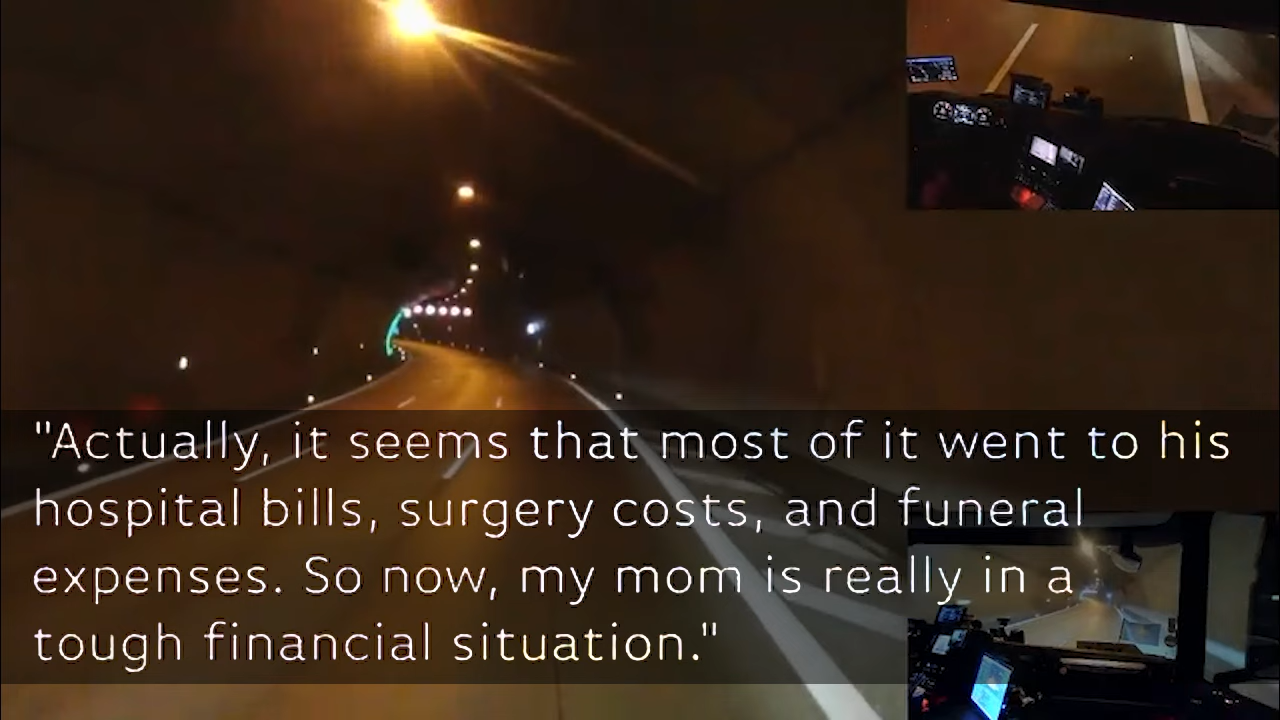 "Actually, it seems that most of it went to his
hospital bills, surgery costs, and funeral
expenses. So now, my mom is really in a
tough financial situation."